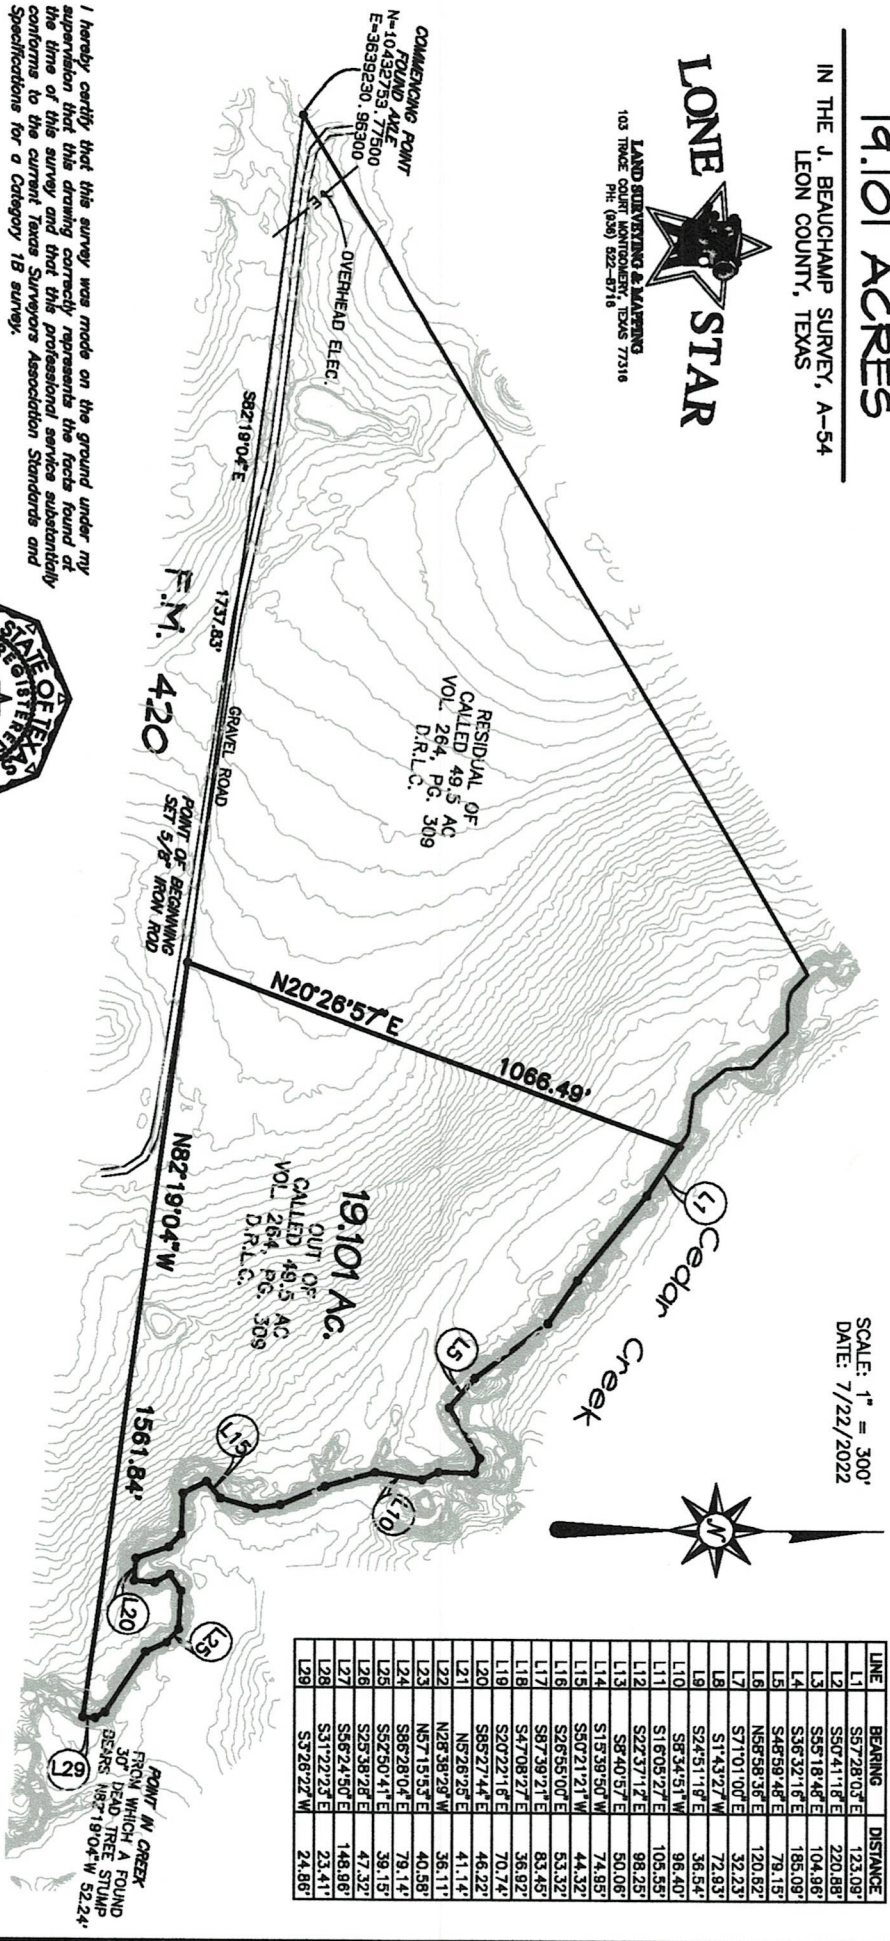 19.101 ACRES
IN THE J. BEAUCHAMP SURVEY, A-54
LEON COUNTY, TEXAS
LONE STAR
LAND SURVEYING & MAPPING
103 TRACE COURT MONTGOMERY, TEXAS 77316
PH: (936) 522-8716
SCALE: 1" = 300'
DATE: 7/22/2022
N
LINE BEARING DISTANCE
L1 S57°28'03"E 123.09'
L2 S50°41'18"E 220.88'
L3 S55°18'48"E 104.96'
L4 S36°32'16"E 185.09'
L5 S48°59'48"E 79.15'
L6 N58°58'36"E 120.82'
L7 S71°01'00"E 32.23'
L8 S1°43'27"W 72.93'
L9 S24°51'19"E 36.54'
L10 S8°34'51"W 96.40'
L11 S16°05'27"E 105.55'
L12 S22°37'12"E 98.25'
L13 S8°40'57"E 50.06'
L14 S15°39'50"W 74.95'
L15 S50°21'21"W 44.32'
L16 S28°55'00"E 53.32'
L17 S87°39'21"E 83.45'
L18 S47°08'27"E 36.92'
L19 S20°22'16"E 70.74'
L20 S85°27'44"E 46.22'
L21 N5°26'25"E 41.14'
L22 N28°38'29"W 36.11'
L23 N57°15'53"E 40.58'
L24 S86°28'04"E 79.14'
L25 S52°50'41"E 39.15'
L26 S25°38'28"E 47.32'
L27 S56°24'50"E 148.96'
L28 S31°22'23"E 23.41'
L29 S3°26'22"W 24.86'
COMMENCING POINT
FOUND AXLE
N=10432753.77500
E=3639230.96300
E
OVERHEAD ELEC.
S82°19'04"E
1737.83'
GRAVEL ROAD
F.M. 420
RESIDUAL OF
CALLED 49.5 AC
VOL. 264, PG. 309
D.R.L.C.
POINT OF BEGINNING
SET 5/8" IRON ROD
N20°26'57"E
1066.49'
L1
Cedar Creek
L5
19.101 Ac.
OUT OF
CALLED 49.5 AC
VOL. 264, PG. 309
D.R.L.C.
N82°19'04"W
1561.84'
L10
L15
L20
L25
L29
POINT IN CREEK
FROM WHICH A FOUND
30" DEAD TREE STUMP
BEARS N82°19'04"W 52.24'
I hereby certify that this survey was made on the ground under my
supervision that this drawing correctly represents the facts found at
the time of this survey and that this professional service substantially
conforms to the current Texas Surveyors Association Standards and
Specifications for a Category 1B survey.
STATE OF TEXAS
REGISTERED